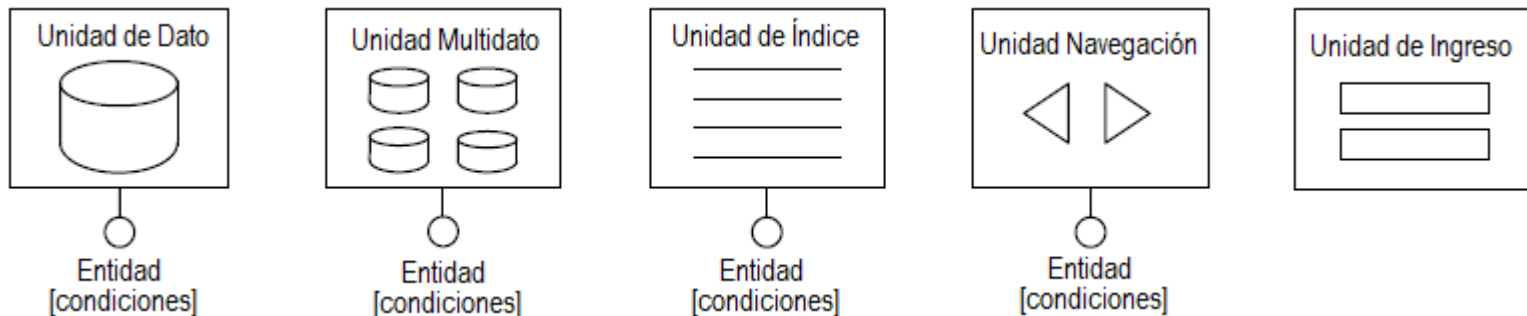 Unidad de Dato
Unidad Multidato
Unidad de Índice
Unidad Navegación
Unidad de Ingreso
Entidad
[condiciones]
Entidad
[condiciones]
Entidad
[condiciones]
Entidad
[condiciones]